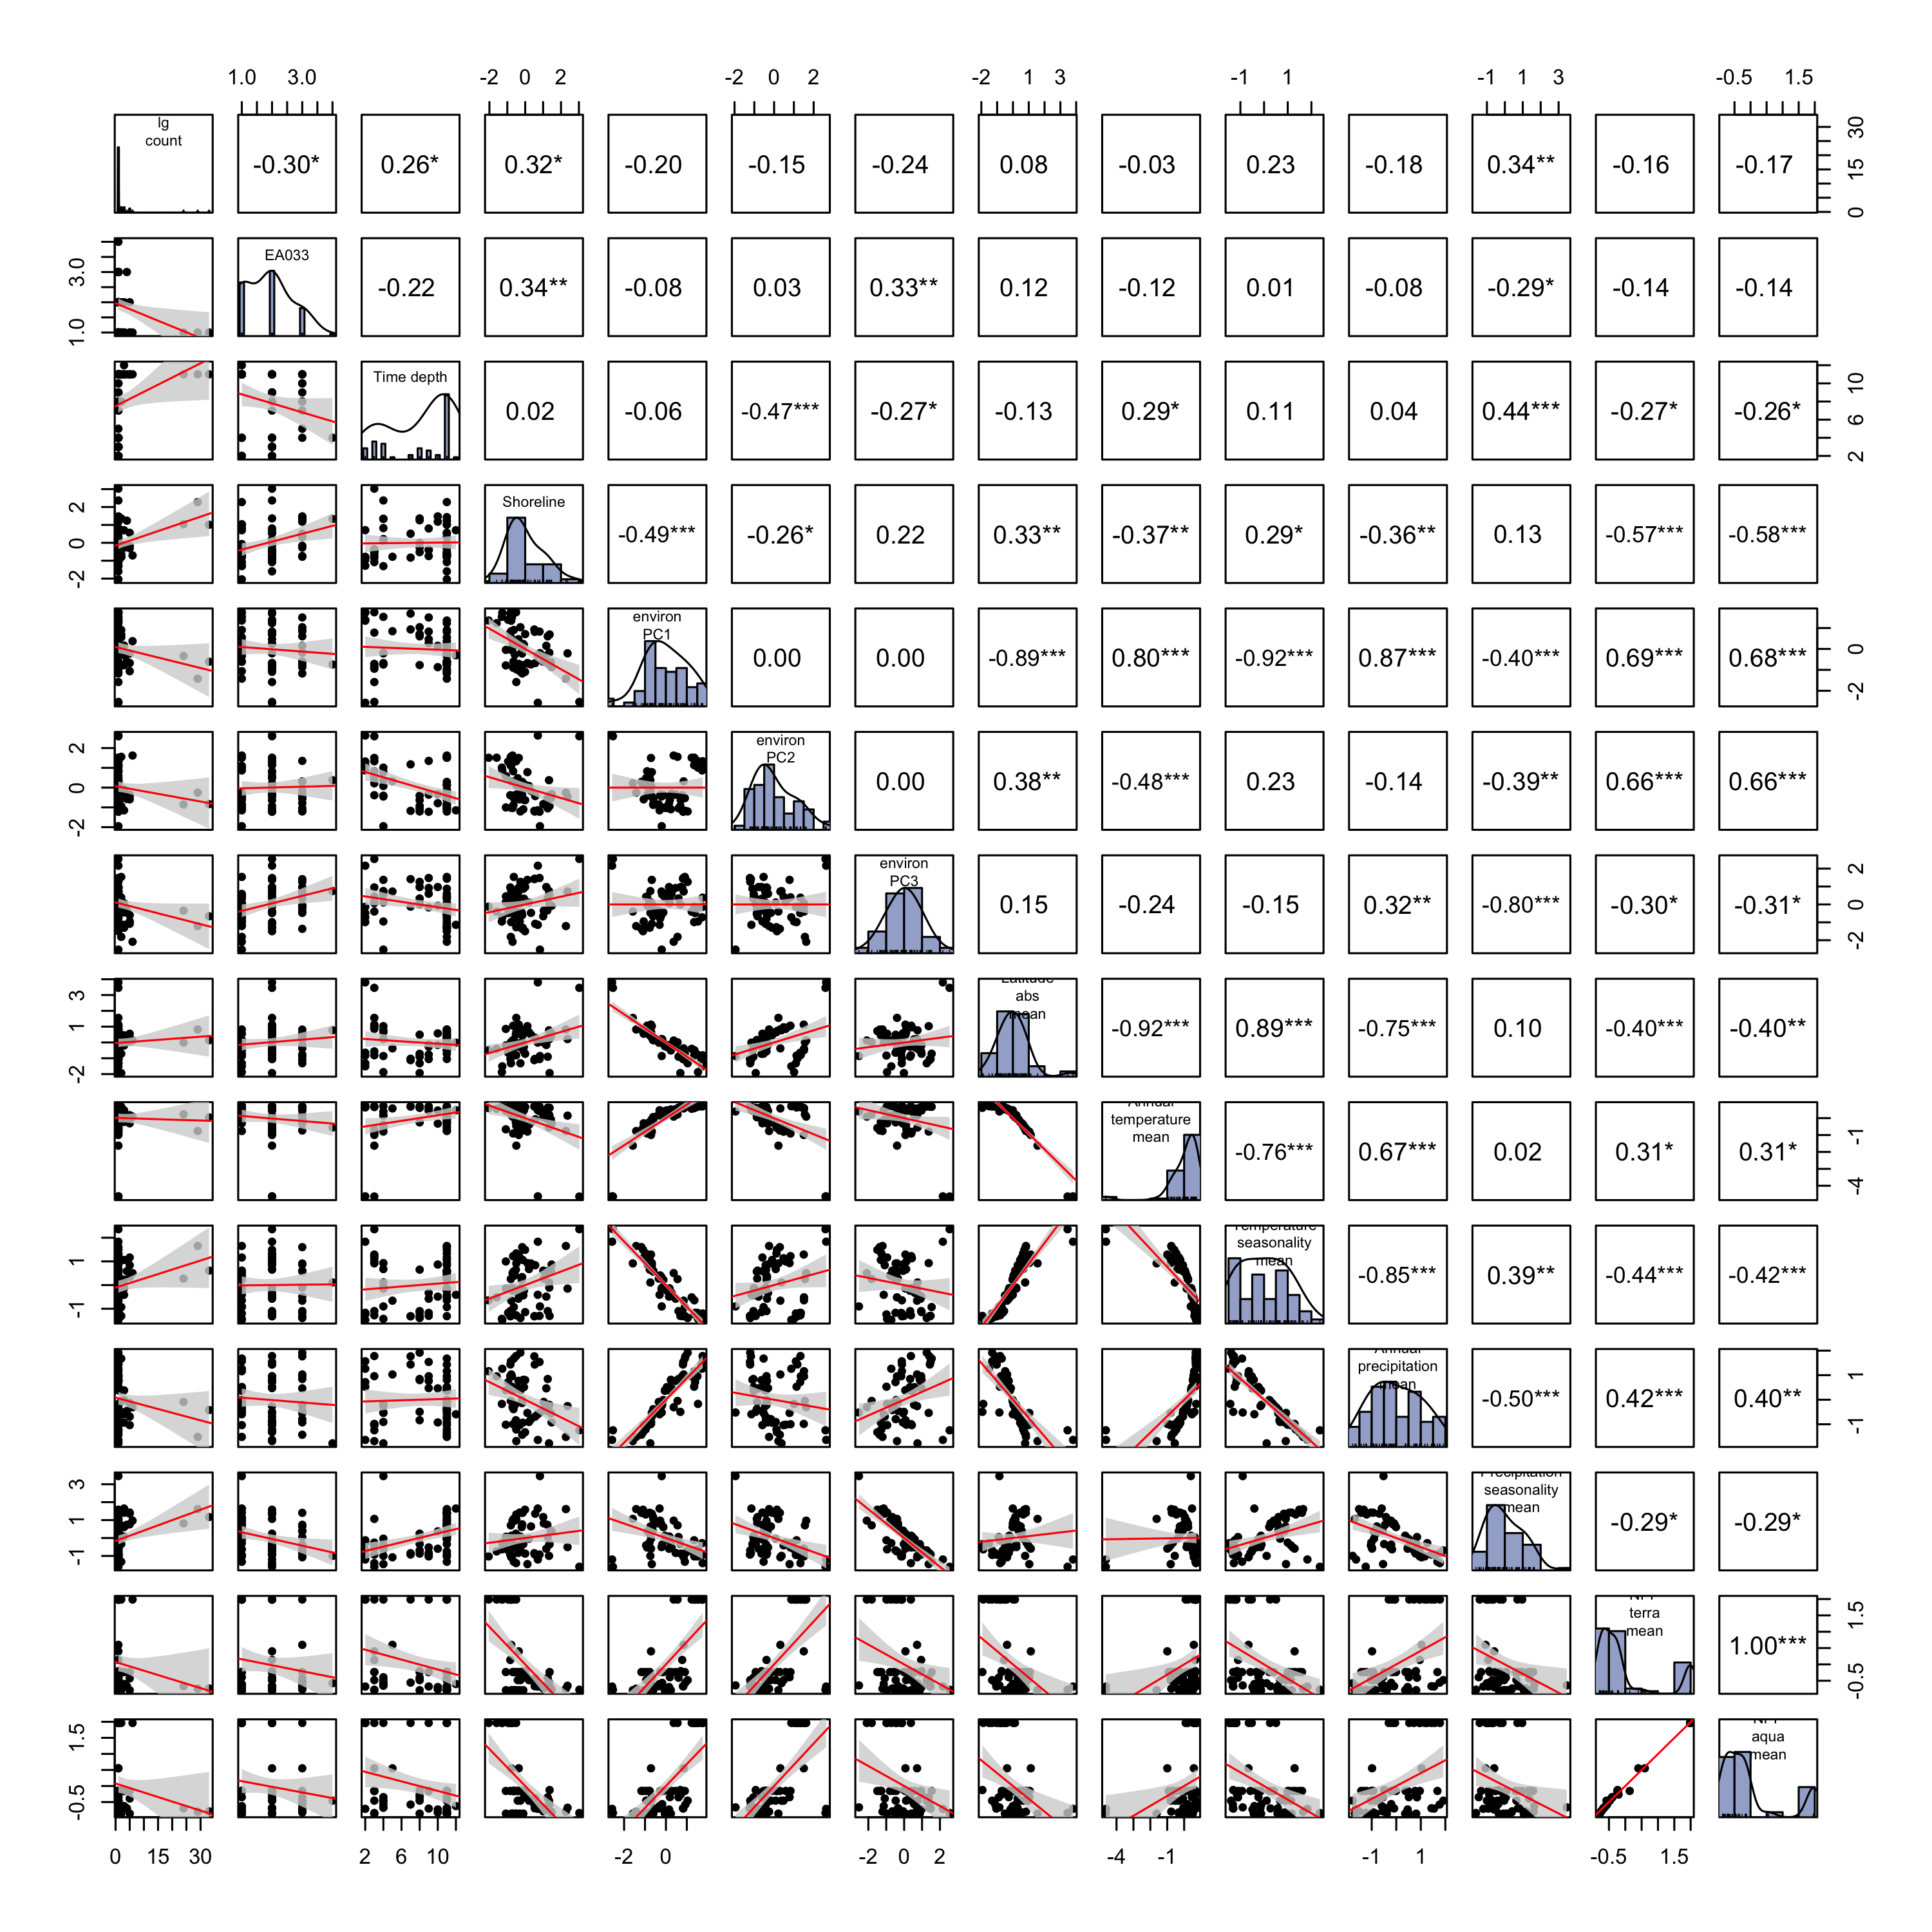 1.0 3.0 -2 0 2 -2 0 2 -2 1 3 -1 1 -1 1 3 -0.5 1.5
lg
count
-0.30* 0.26* 0.32* -0.20 -0.15 -0.24 0.08 -0.03 0.23 -0.18 0.34** -0.16 -0.17
0 15 30
1.0 3.0
EA033
-0.22 0.34** -0.08 0.03 0.33** 0.12 -0.12 0.01 -0.08 -0.29* -0.14 -0.14
Time depth
0.02 -0.06 -0.47*** -0.27* -0.13 0.29* 0.11 0.04 0.44*** -0.27* -0.26*
2 6 10
-2 0 2
Shoreline
-0.49*** -0.26* 0.22 0.33** -0.37** 0.29* -0.36** 0.13 -0.57*** -0.58***
environ
PC1
0.00 0.00 -0.89*** 0.80*** -0.92*** 0.87*** -0.40*** 0.69*** 0.68***
-2 0
-2 0 2
environ
PC2
0.00 0.38** -0.48*** 0.23 -0.14 -0.39** 0.66*** 0.66***
environ
PC3
0.15 -0.24 -0.15 0.32** -0.80*** -0.30* -0.31*
-2 0 2
-2 1 3
Latitude
abs
mean
-0.92*** 0.89*** -0.75*** 0.10 -0.40*** -0.40**
Annual
temperature
mean
-0.76*** 0.67*** 0.02 0.31* 0.31*
-4 -1
-1 1
Temperature
seasonality
mean
-0.85*** 0.39** -0.44*** -0.42***
Annual
precipitation
mean
-0.50*** 0.42*** 0.40**
-1 1
-1 1 3
Precipitation
seasonality
mean
-0.29* -0.29*
NPP
terra
mean
1.00***
-0.5 1.5
-0.5 1.5
NPP
aqua
mean
0 15 30 2 6 10 -2 0 -2 0 2 -4 -1 -1 1 -0.5 1.5